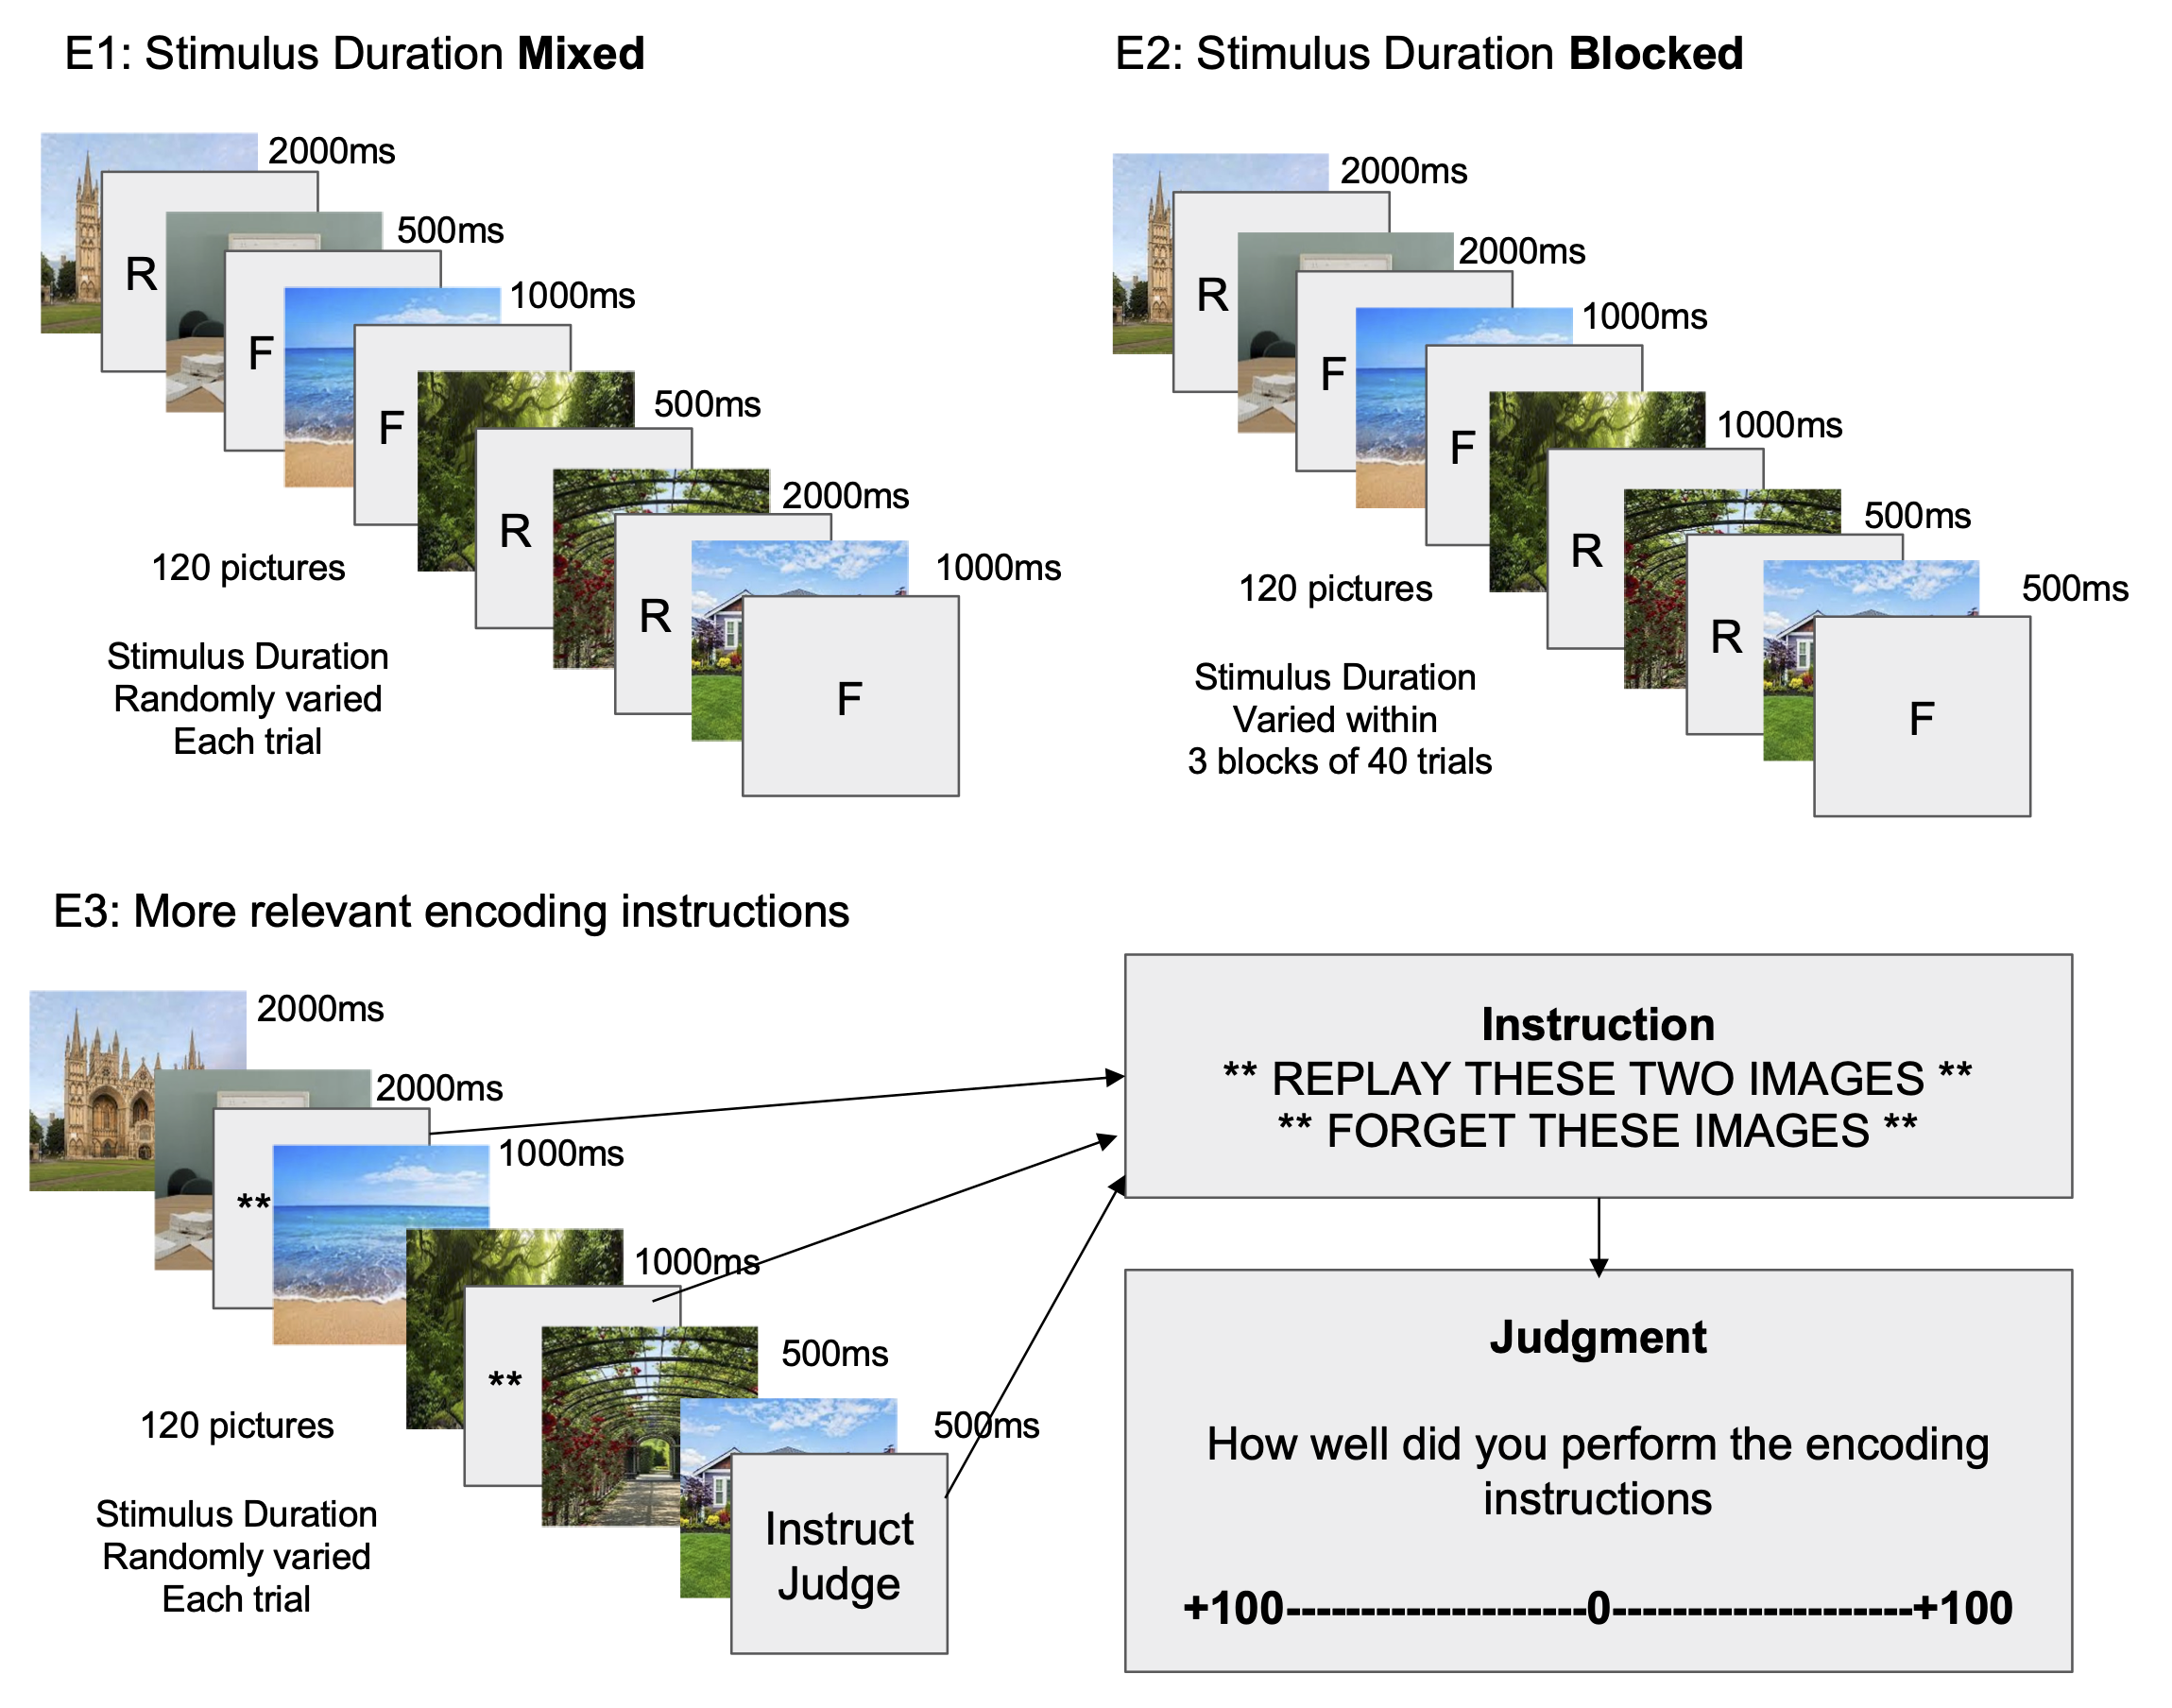 E1: Stimulus Duration Mixed
2000ms
R
500ms
F
1000ms
F
500ms
R
2000ms
R
1000ms
F
120 pictures
Stimulus Duration
Randomly varied
Each trial
E2: Stimulus Duration Blocked
2000ms
R
2000ms
F
1000ms
F
1000ms
R
500ms
R
500ms
F
120 pictures
Stimulus Duration
Varied within
3 blocks of 40 trials
E3: More relevant encoding instructions
2000ms
2000ms
**
1000ms
1000ms
**
500ms
500ms
Instruct
Judge
120 pictures
Stimulus Duration
Randomly varied
Each trial
Instruction
** REPLAY THESE TWO IMAGES **
** FORGET THESE IMAGES **
Judgment
How well did you perform the encoding
instructions
+100--------------------0--------------------+100